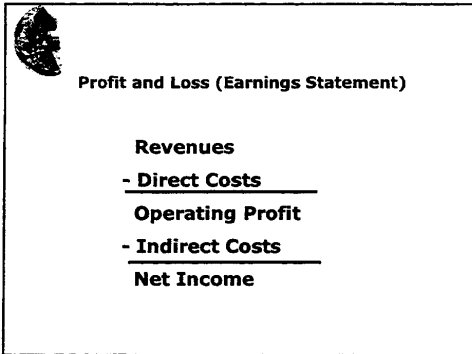 Profit and Loss (Earnings Statement)
Revenues
- Direct Costs
Operating Profit
- Indirect Costs
Net Income